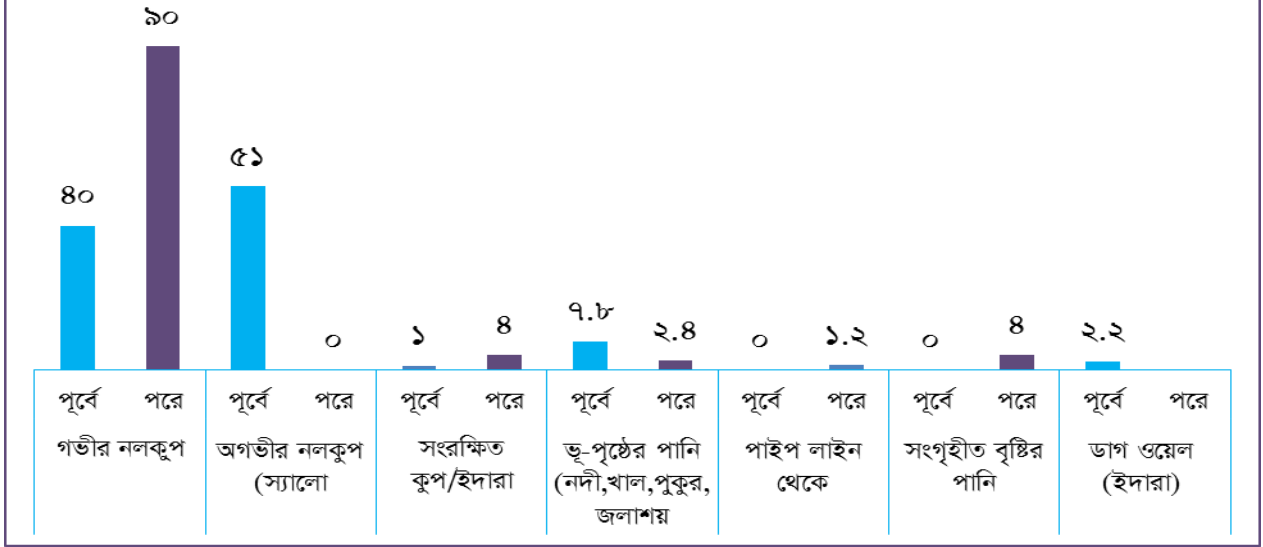 ৯০
৫১
৪০
৭.৮
১ ৪ ২.৪ ০ ১.২ ০ ৪ ২.২
০
পূর্বে পরে পূর্বে পরে পূর্বে পরে পূর্বে পরে পূর্বে পরে পূর্বে পরে পূর্বে পরে
গভীর নলকুপ
অগভীর নলকুপ
(স্যালো
সংরক্ষিত
কুপ/ইদারা
ভূ-পৃষ্ঠের পানি
(নদী,খাল,পুকুর,
জলাশয়
পাইপ লাইন
থেকে
সংগৃহীত বৃষ্টির
পানি
ডাগ ওয়েল
(ইদারা)